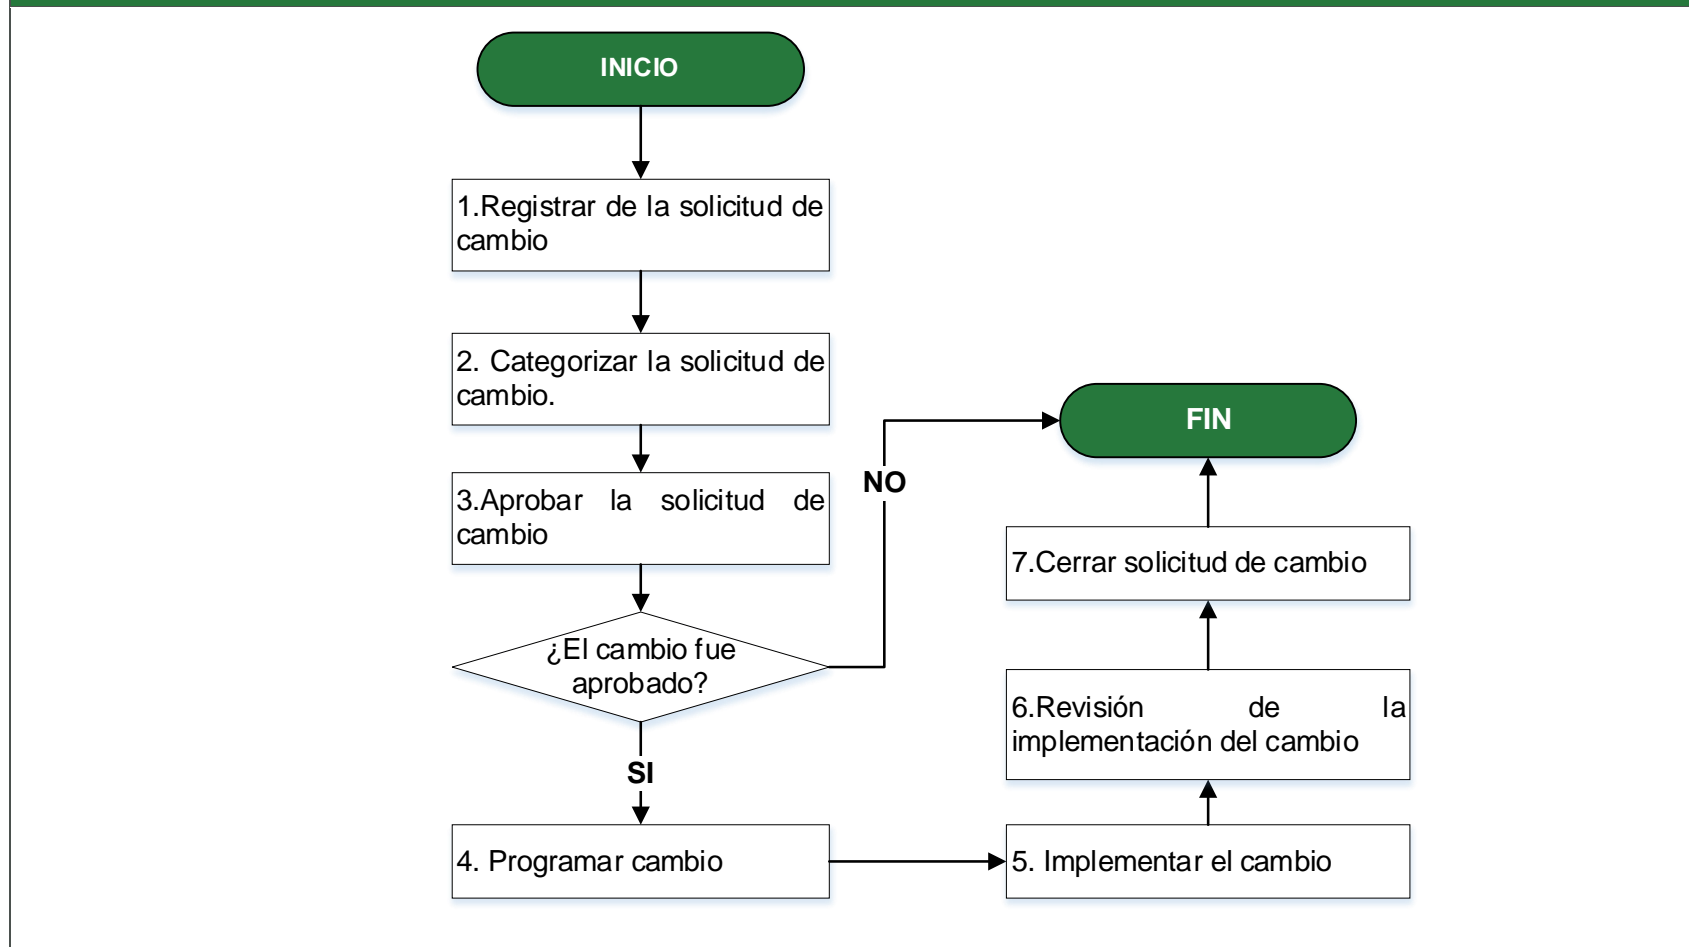 INICIO
1.Registrar de la solicitud de
cambio
2. Categorizar la solicitud de
cambio.
3.Aprobar la solicitud de
cambio
¿El cambio fue
aprobado?
NO
SI
4. Programar cambio
5. Implementar el cambio
6.Revisión de la
implementación del cambio
7.Cerrar solicitud de cambio
FIN